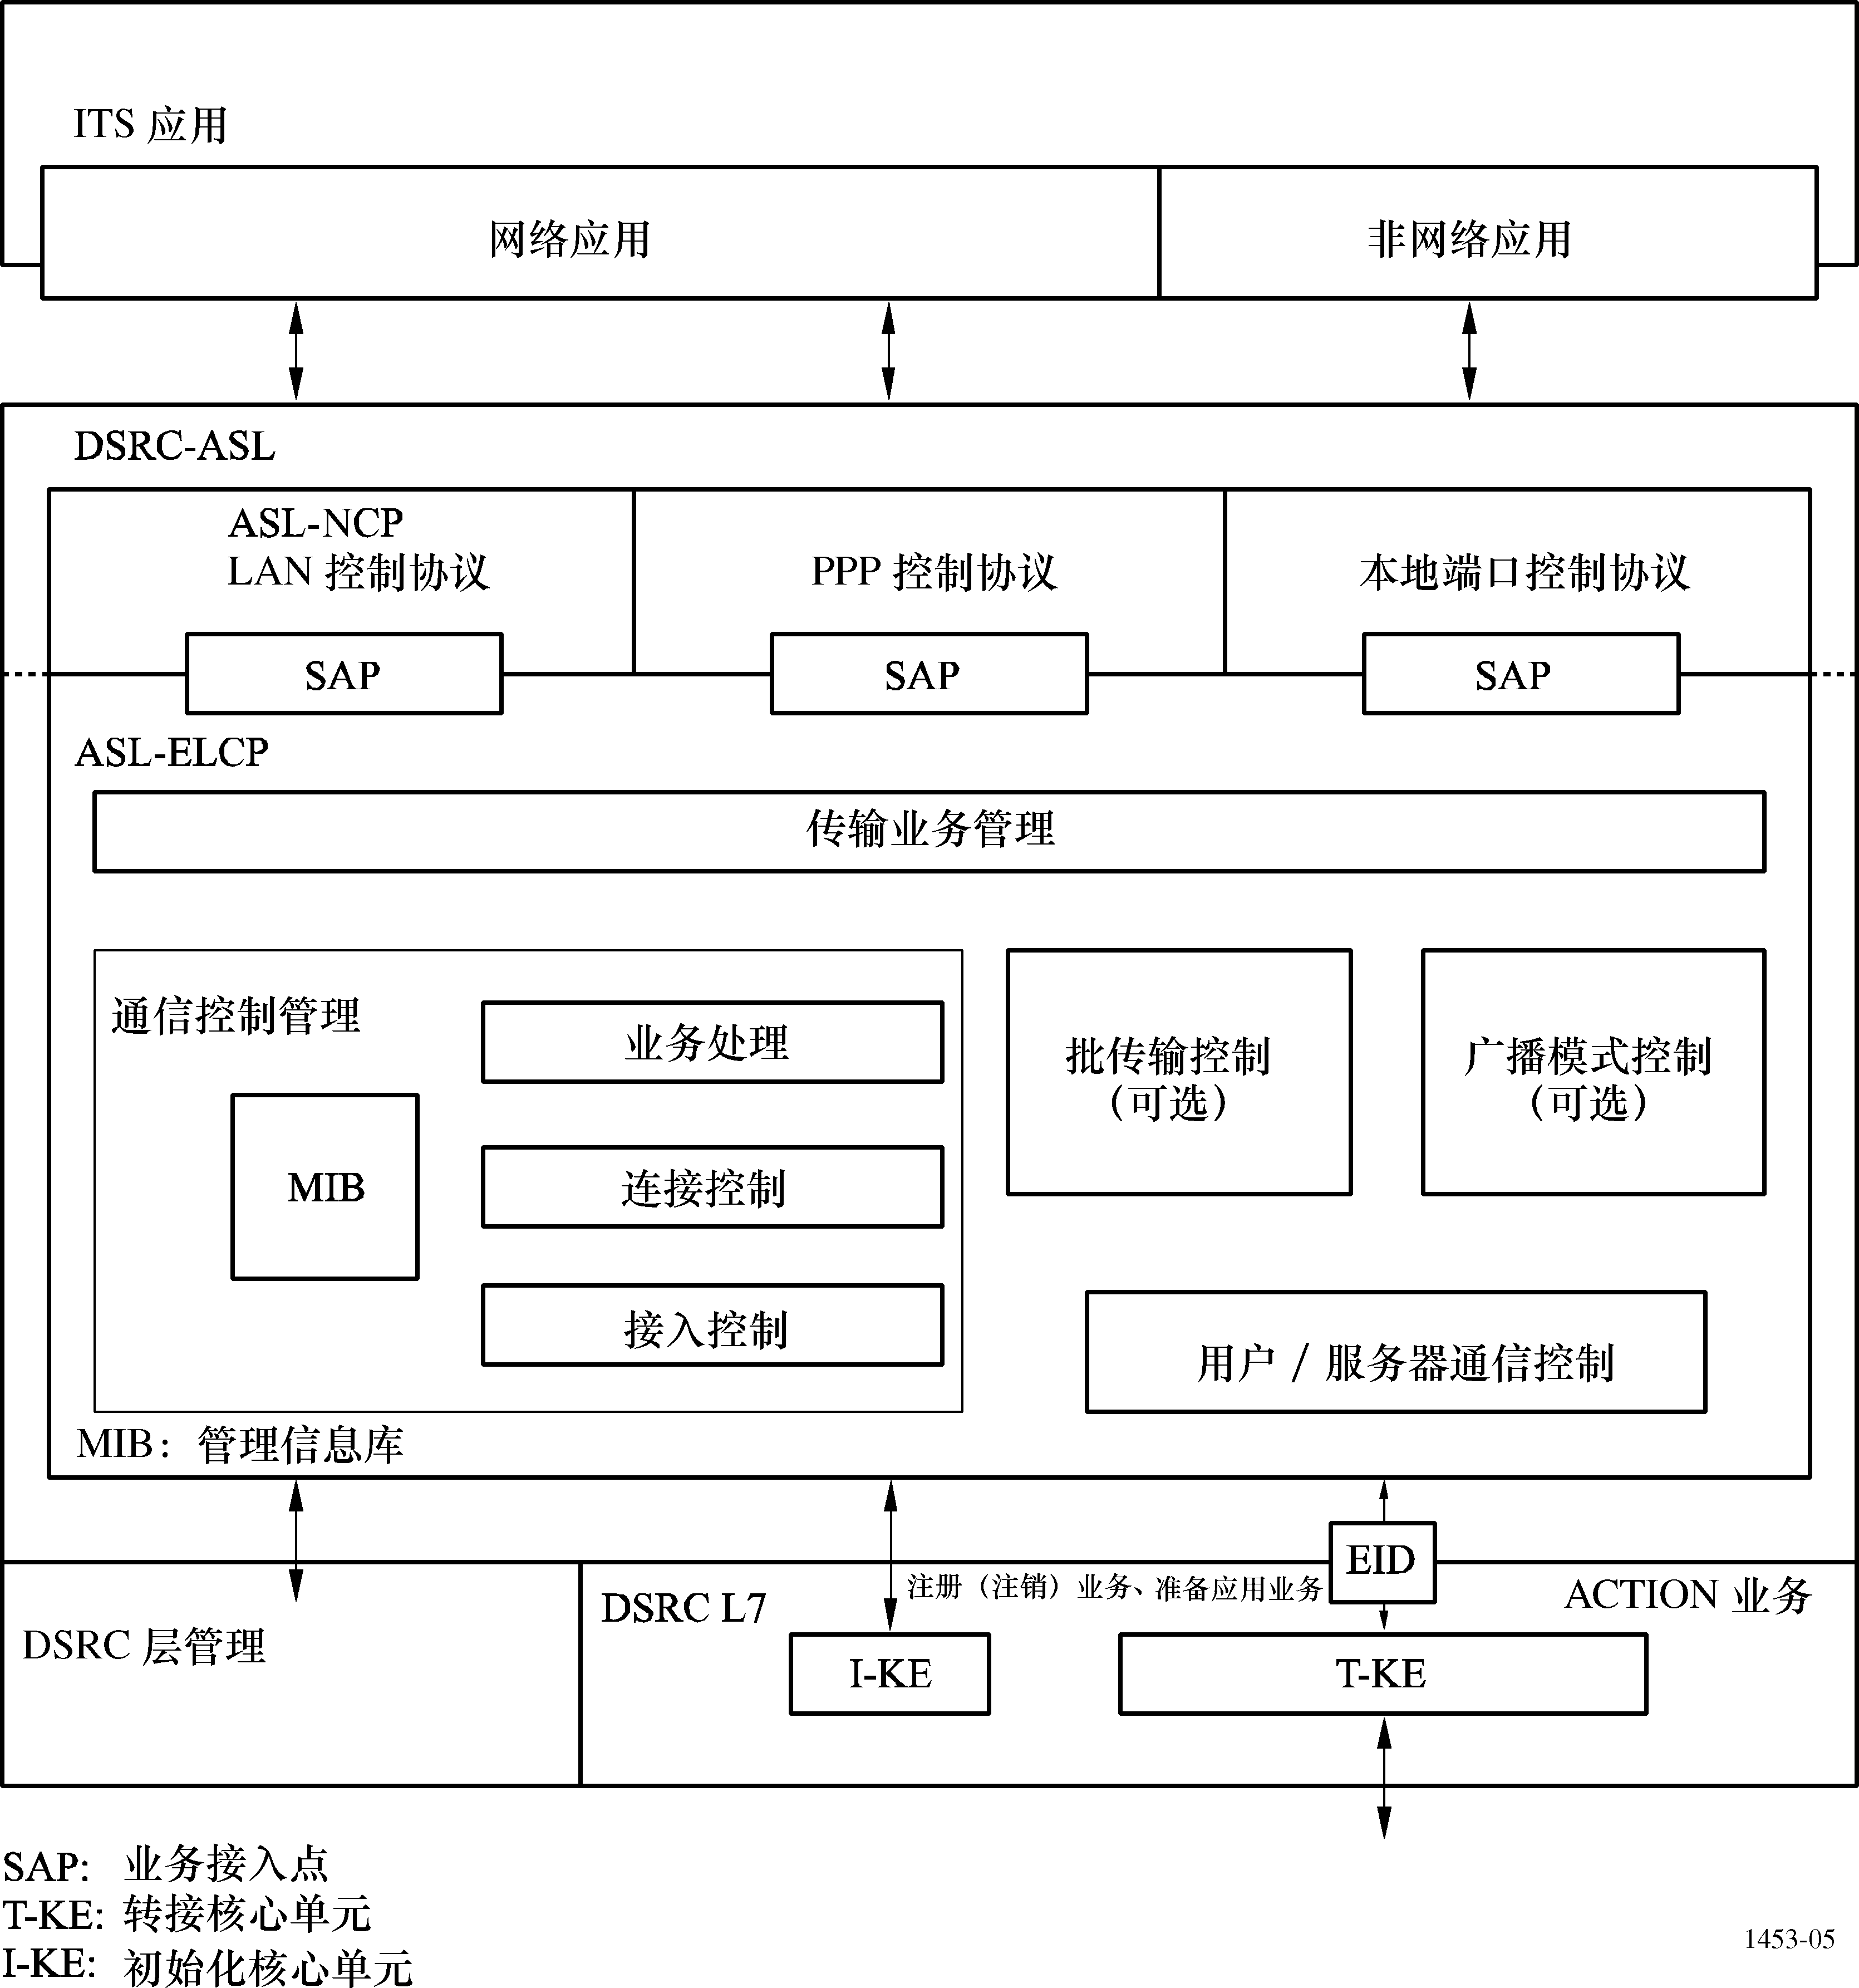 ITS 应用
网络应用
非网络应用
DSRC-ASL
ASL-NCP
LAN 控制协议
PPP 控制协议
本地端口控制协议
SAP
SAP
SAP
ASL-ELCP
传输业务管理
通信控制管理
业务处理
MIB
连接控制
接入控制
批传输控制
（可选）
广播模式控制
（可选）
用户 / 服务器通信控制
MIB：管理信息库
EID
DSRC 层管理
DSRC L7
注册（注销）业务、准备应用业务
ACTION 业务
I-KE
T-KE
SAP: 业务接入点
T-KE: 转接核心单元
I-KE: 初始化核心单元
1453-05